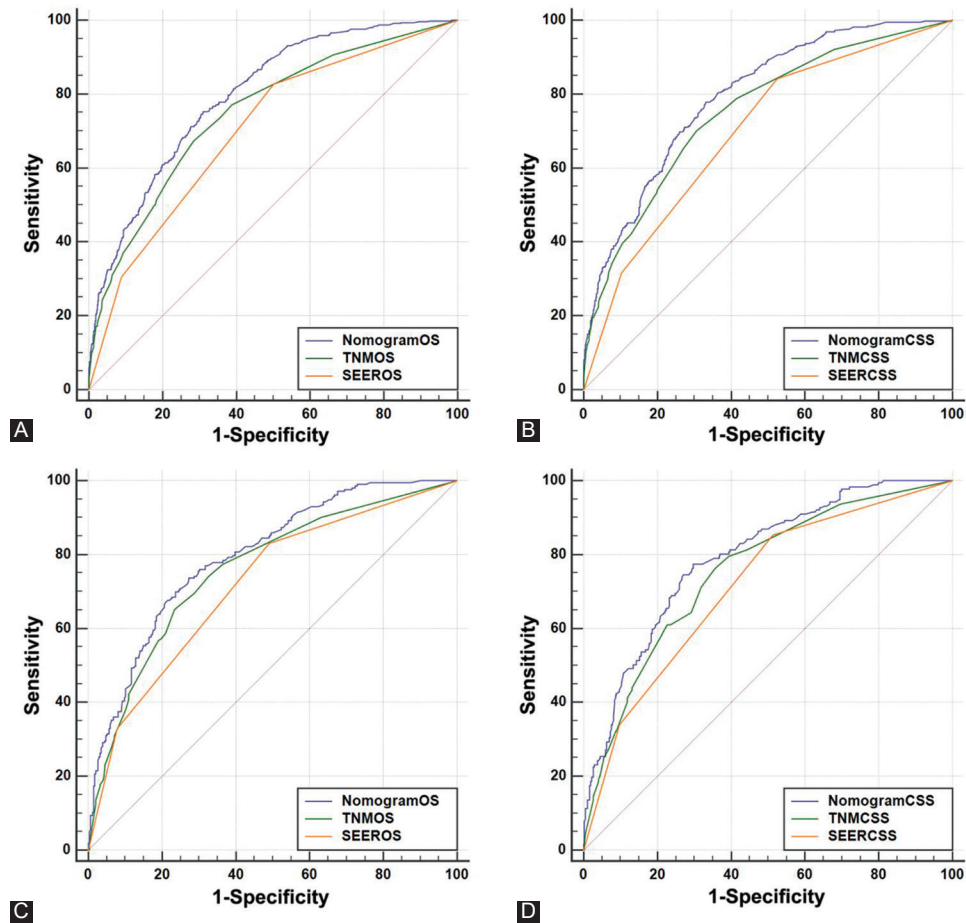 100
80
60
40
20
0
Sensitivity
NomogramOS
TNMOS
SEEROS
0 20 40 60 80 100
1-Specificity
A
100
80
60
40
20
0
Sensitivity
NomogramCSS
TNMCSS
SEERCSS
0 20 40 60 80 100
1-Specificity
B
100
80
60
40
20
0
Sensitivity
NomogramOS
TNMOS
SEEROS
0 20 40 60 80 100
1-Specificity
C
100
80
60
40
20
0
Sensitivity
NomogramCSS
TNMCSS
SEERCSS
0 20 40 60 80 100
1-Specificity
D